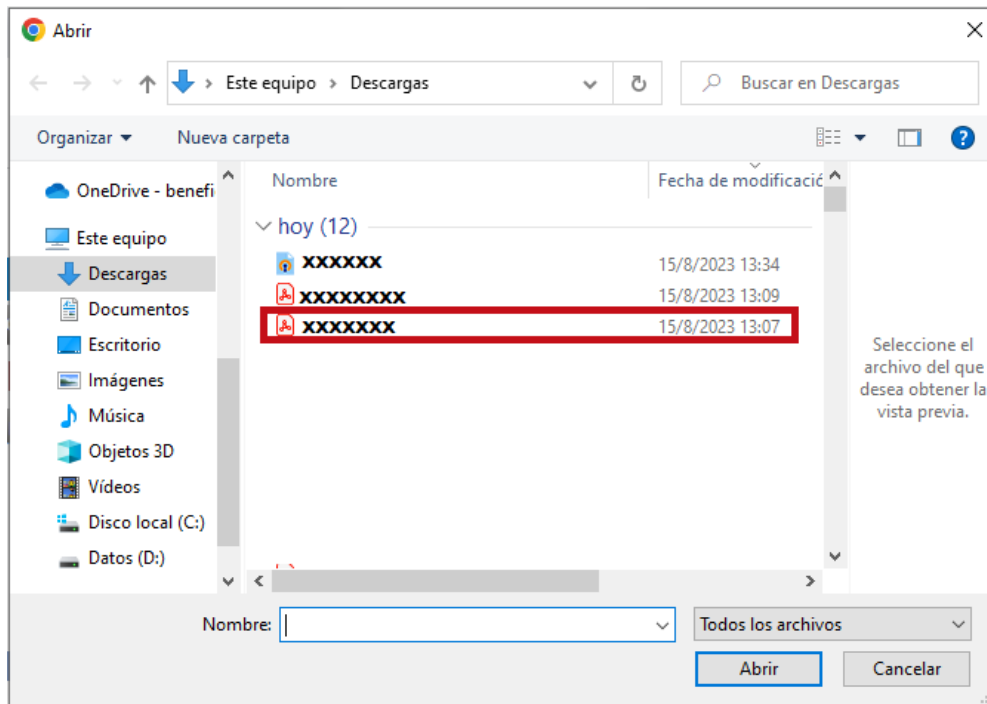 Abrir
Este equipo > Descargas
Buscar en Descargas
Organizar
Nueva carpeta
OneDrive - benefi
Este equipo
Descargas
Documentos
Escritorio
Imágenes
Música
Objetos 3D
Vídeos
Disco local (C:)
Datos (D:)
Nombre
Fecha de modificació
hoy (12)
xxxxxx 15/8/2023 13:34
xxxxxxxx 15/8/2023 13:09
xxxxxxx 15/8/2023 13:07
Seleccione el
archivo del que
desea obtener la
vista previa.
Nombre:
Todos los archivos
Abrir
Cancelar